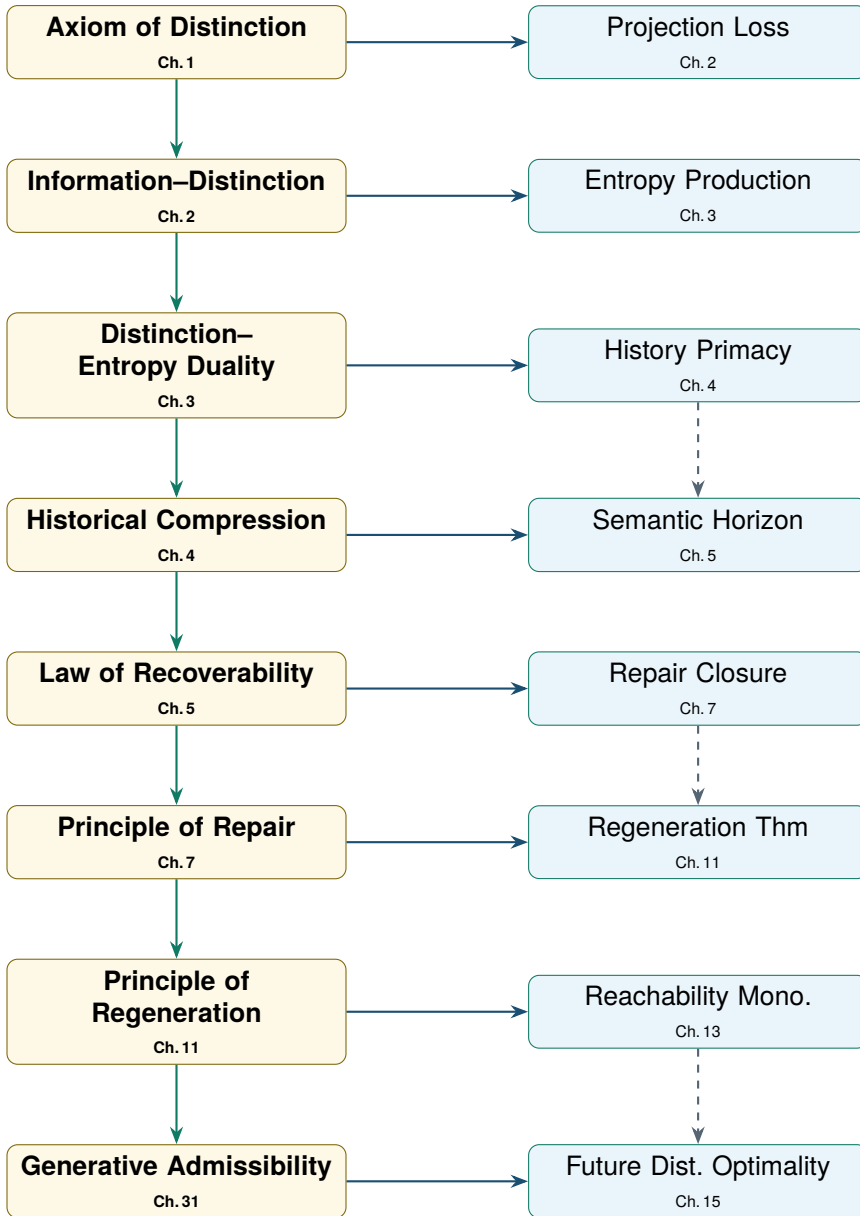 Axiom of Distinction
Ch. 1
Projection Loss
Ch. 2
Information–Distinction
Ch. 2
Entropy Production
Ch. 3
Distinction–
Entropy Duality
Ch. 3
History Primacy
Ch. 4
Historical Compression
Ch. 4
Semantic Horizon
Ch. 5
Law of Recoverability
Ch. 5
Repair Closure
Ch. 7
Principle of Repair
Ch. 7
Regeneration Thm
Ch. 11
Principle of
Regeneration
Ch. 11
Reachability Mono.
Ch. 13
Generative Admissibility
Ch. 31
Future Dist. Optimality
Ch. 15